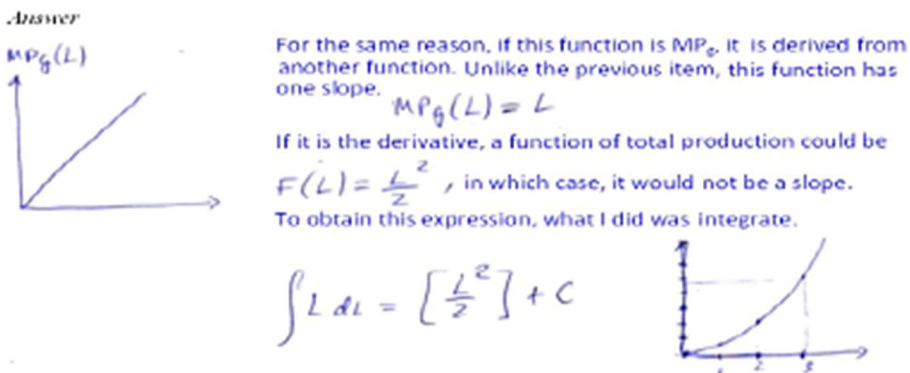 Answer
MPg(L)
For the same reason, if this function is MPg, it is derived from
another function. Unlike the previous item, this function has
one slope.
MPg(L) = L
If it is the derivative, a function of total production could be
F(L) = L²/2 , in which case, it would not be a slope.
To obtain this expression, what I did was integrate.
∫L dL = [L²/2] + C
1 2 3